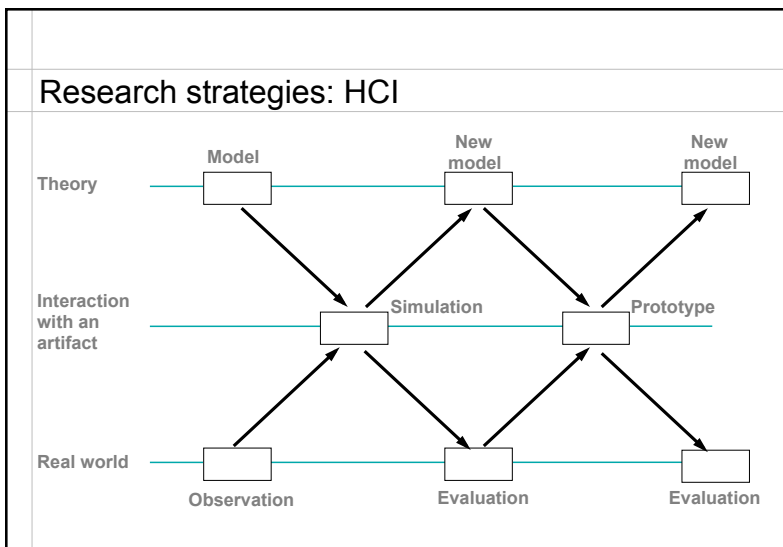 Research strategies: HCI
Model
New
model
New
model
Theory
Interaction
with an
artifact
Simulation
Prototype
Real world
Observation
Evaluation
Evaluation